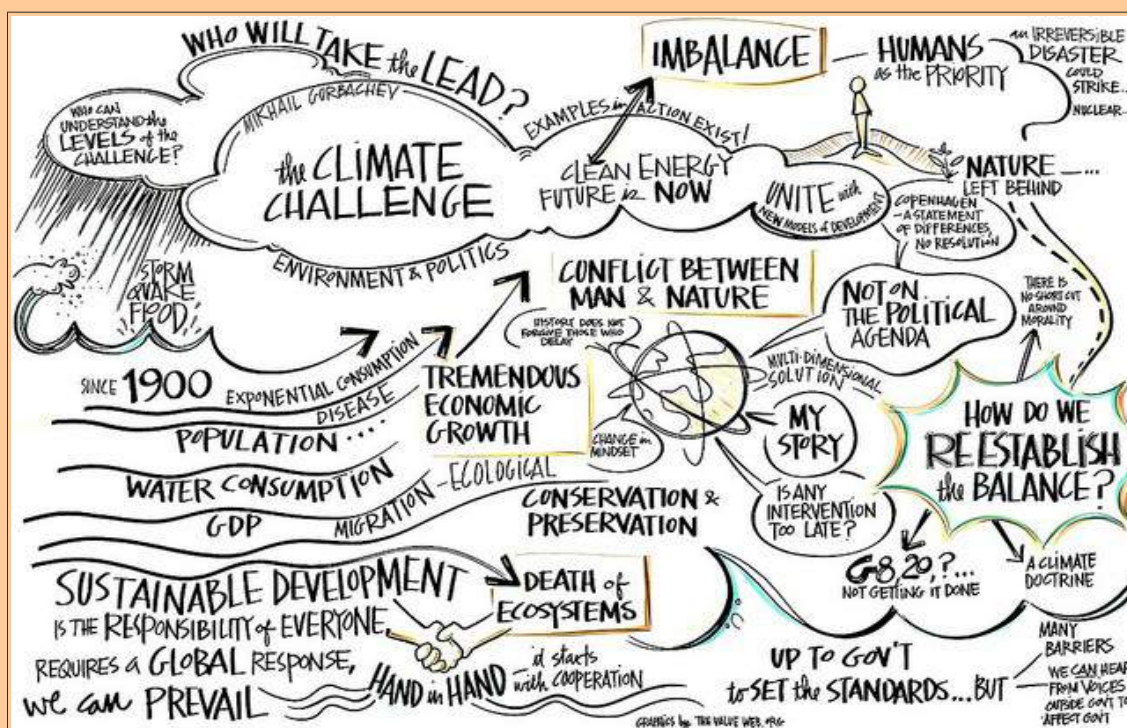 WHO WILL TAKE the LEAD?
MIKHAIL GORBACHEV
WHO CAN
UNDERSTAND the
LEVELS of the
CHALLENGE?
the CLIMATE
CHALLENGE
ENVIRONMENT & POLITICS
EXAMPLES in ACTION EXIST!
CLEAN ENERGY
FUTURE is NOW
UNITE with
NEW MODELS of DEVELOPMENT
IMBALANCE
HUMANS
as the PRIORITY
an IRREVERSIBLE
DISASTER
COULD
STRIKE...
NUCLEAR...
NATURE
LEFT BEHIND
COPENHAGEN
- A STATEMENT
OF DIFFERENCES,
NO RESOLUTION
STORM
QUAKE
FLOOD
CONFLICT BETWEEN
MAN & NATURE
NOT ON
THE POLITICAL
AGENDA
THERE IS
NO SHORT CUT
AROUND
MORALITY
HISTORY DOES NOT
FORGIVE THOSE WHO
DELAY
SINCE 1900
EXPONENTIAL CONSUMPTION
DISEASE
POPULATION ....
WATER CONSUMPTION
GDP
MIGRATION - ECOLOGICAL
TREMENDOUS
ECONOMIC
GROWTH
CHANGE in
MINDSET
MULTI-DIMENSIONAL
SOLUTION
MY
STORY
IS ANY
INTERVENTION
TOO LATE?
HOW DO WE
REESTABLISH
the BALANCE?
CONSERVATION &
PRESERVATION
DEATH of
ECOSYSTEMS
G8, 20, ?...
NOT GETTING IT DONE
A CLIMATE
DOCTRINE
SUSTAINABLE DEVELOPMENT
IS THE RESPONSIBILITY of EVERYONE
REQUIRES a GLOBAL RESPONSE,
we can PREVAIL
HAND in HAND
it starts
with COOPERATION
UP TO GOV'T
to SET the STANDARDS...BUT
MANY
BARRIERS
WE CAN HEAR
FROM VOICES
OUTSIDE GOVT TO
AFFECT GOVT
GRAPHICS by THE VALUE WEB.ORG